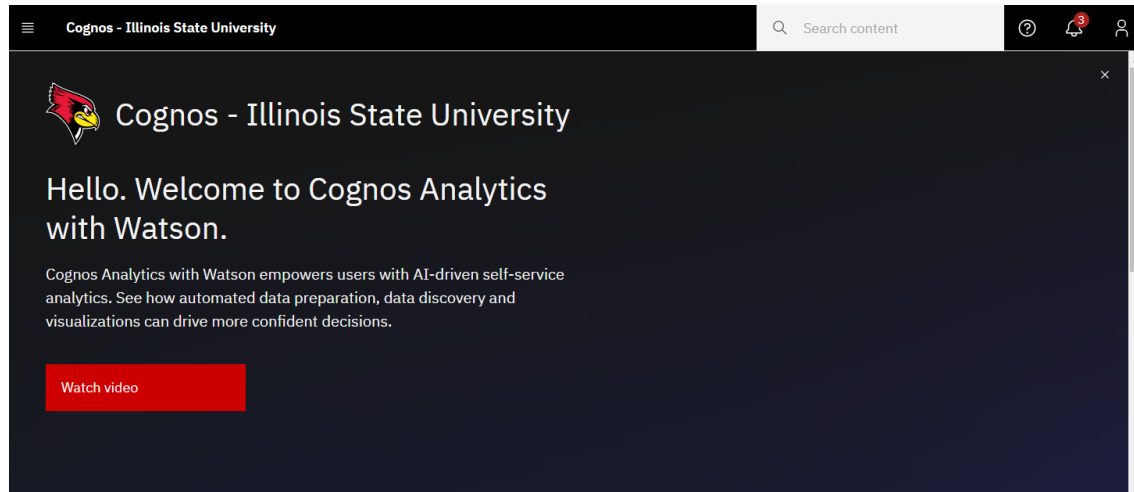 Cognos - Illinois State University
Search content
3
Cognos - Illinois State University
Hello. Welcome to Cognos Analytics
with Watson.
Cognos Analytics with Watson empowers users with AI-driven self-service
analytics. See how automated data preparation, data discovery and
visualizations can drive more confident decisions.
Watch video